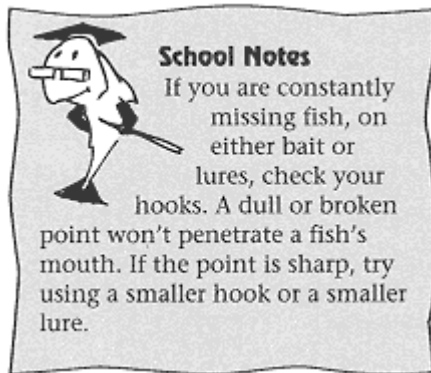 School Notes
If you are constantly
missing fish, on
either bait or
lures, check your
hooks. A dull or broken
point won't penetrate a fish's
mouth. If the point is sharp, try
using a smaller hook or a smaller
lure.